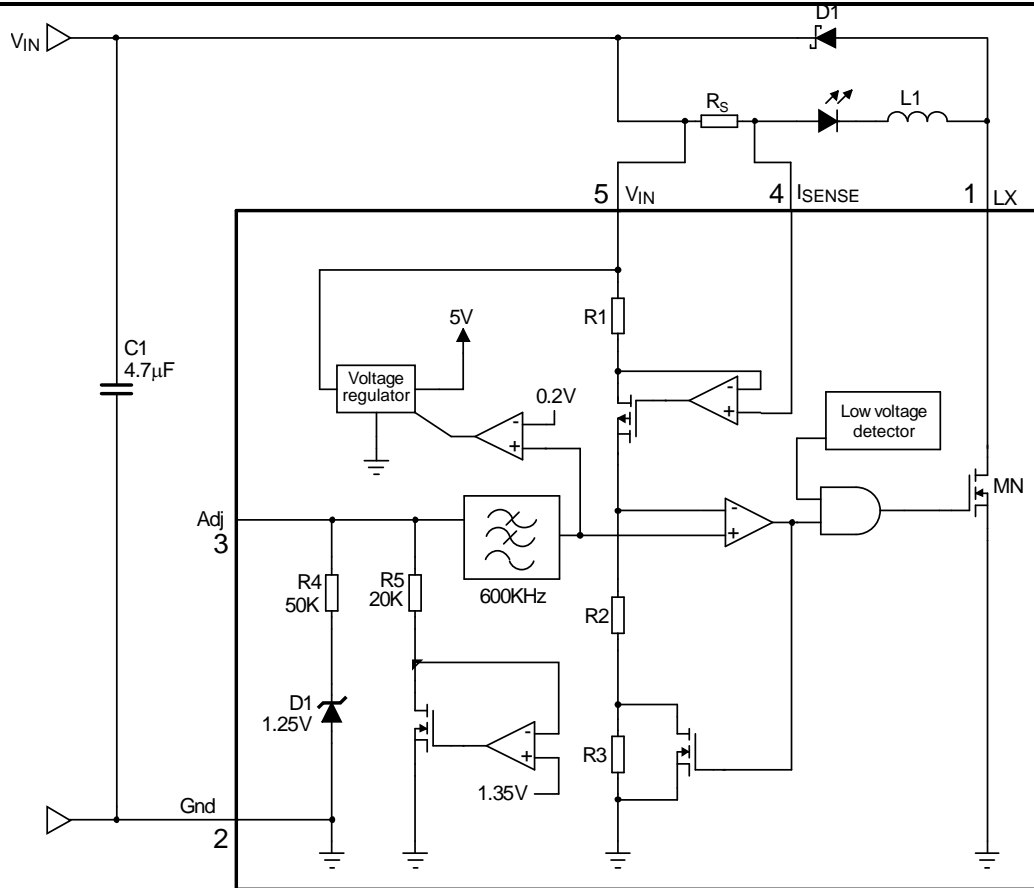 D1
VIN
RS
L1
5 VIN
4 ISENSE
1 LX
R1
5V
C1
4.7μF
Voltage
regulator
0.2V
-
+
-
+
Low voltage
detector
MN
Adj
3
-
+
R4
50K
R5
20K
600KHz
R2
D1
1.25V
-
+
R3
1.35V
Gnd
2